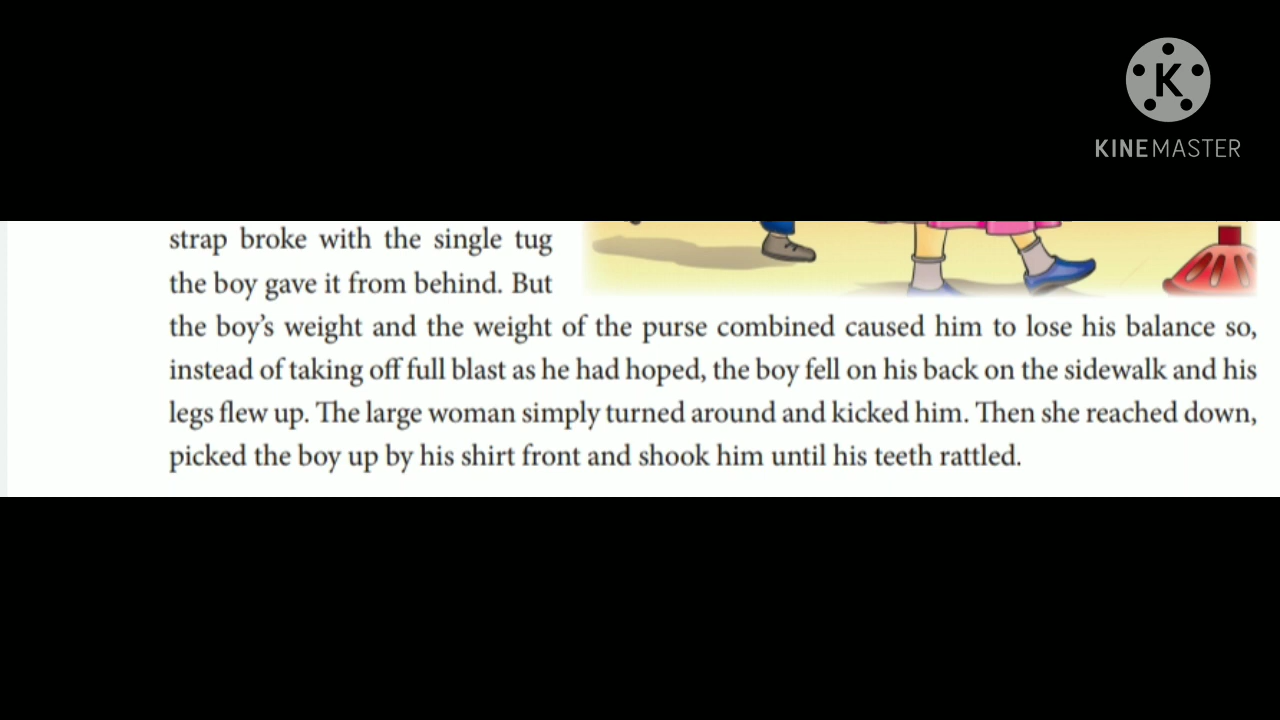 K
KINEMASTER
strap broke with the single tug
the boy gave it from behind. But
the boy’s weight and the weight of the purse combined caused him to lose his balance so,
instead of taking off full blast as he had hoped, the boy fell on his back on the sidewalk and his
legs flew up. The large woman simply turned around and kicked him. Then she reached down,
picked the boy up by his shirt front and shook him until his teeth rattled.